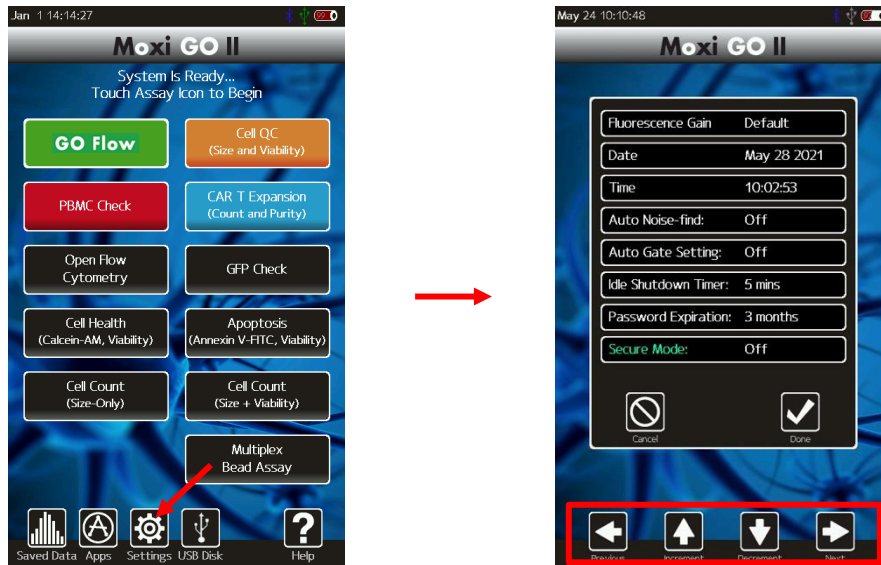 Jan 1 14:14:27
Moxi GO II
System Is Ready...
Touch Assay Icon to Begin
GO Flow
Cell QC
(Size and Viability)
PBMC Check
CAR T Expansion
(Count and Purity)
Open Flow
Cytometry
GFP Check
Cell Health
(Calcein-AM, Viability)
Apoptosis
(Annexin V-FITC, Viability)
Cell Count
(Size-Only)
Cell Count
(Size + Viability)
Multiplex
Bead Assay
Saved Data
Apps
Settings
USB Disk
?
Help
May 24 10:10:48
Moxi GO II
Fluorescence Gain Default
Date May 28 2021
Time 10:02:53
Auto Noise-find: Off
Auto Gate Setting: Off
Idle Shutdown Timer: 5 mins
Password Expiration: 3 months
Secure Mode: Off
Cancel
Done
Previous
Increment
Decrement
Next